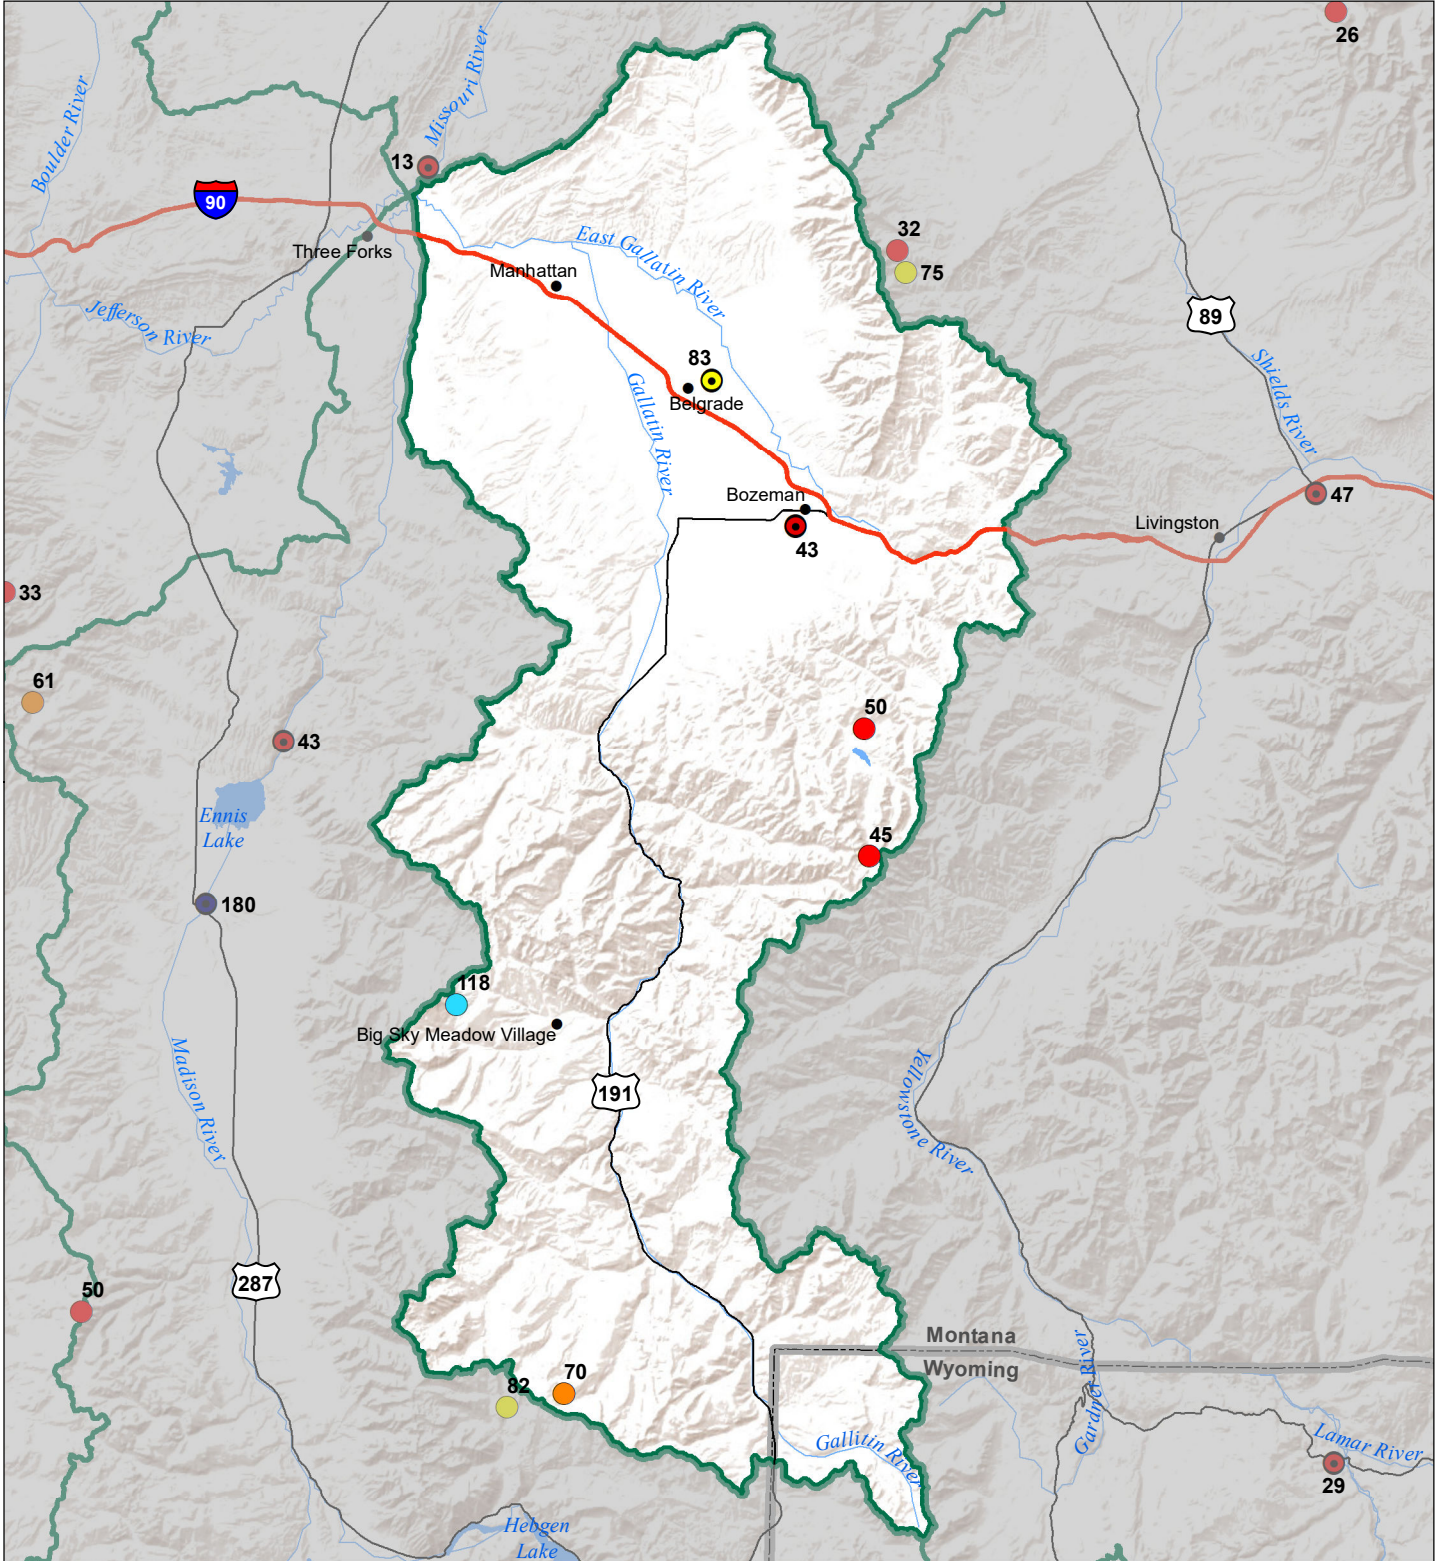 26
Missouri River
Boulder River
13
90
Three Forks
East Gallatin River
32
75
Manhattan
89
Jefferson River
Shields River
83
Belgrade
Gallatin River
47
Bozeman
Livingston
43
33
61
50
43
Ennis
Lake
45
180
118
Big Sky Meadow Village
Madison River
Yellowstone River
191
287
50
Montana
Wyoming
70
82
Gardner River
Gallitin River
Lamar River
29
Hebgen
Lake